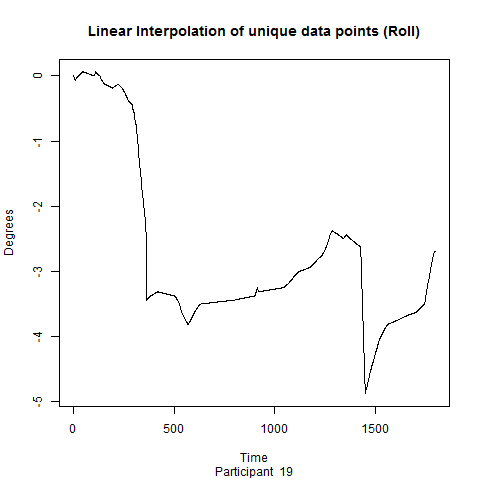 Linear Interpolation of unique data points (Roll)
Degrees
0
-1
-2
-3
-4
-5
0 500 1000 1500
Time
Participant 19